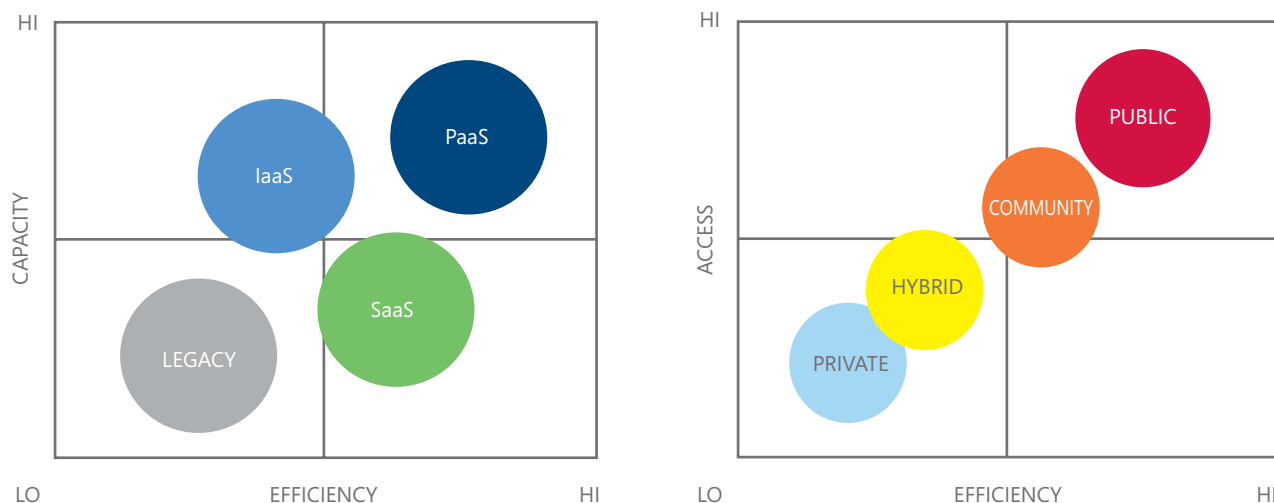 HI
PaaS
IaaS
CAPACITY
SaaS
LEGACY
LO
EFFICIENCY
HI
HI
PUBLIC
COMMUNITY
ACCESS
HYBRID
PRIVATE
LO
EFFICIENCY
HI